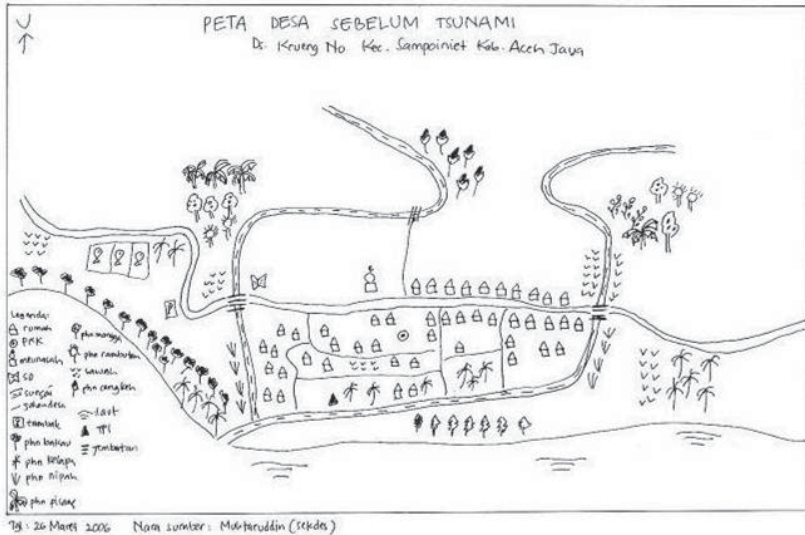 U
PETA DESA SEBELUM TSUNAMI
Ds. Krueng No. Kec. Sampoiniet Kab. Aceh Jaya
Legenda:
rumah
PKK
meunasah
SD
sungai
jalan desa
tambak
phn bakau
phn kelapa
phn nipah
phn pisang
phn mangga
phn rambutan
sawah
phn cengkeh
laut
TPI
jembatan
Tgl: 26 Maret 2006 Nara sumber: Muktaruddin (sekdes)